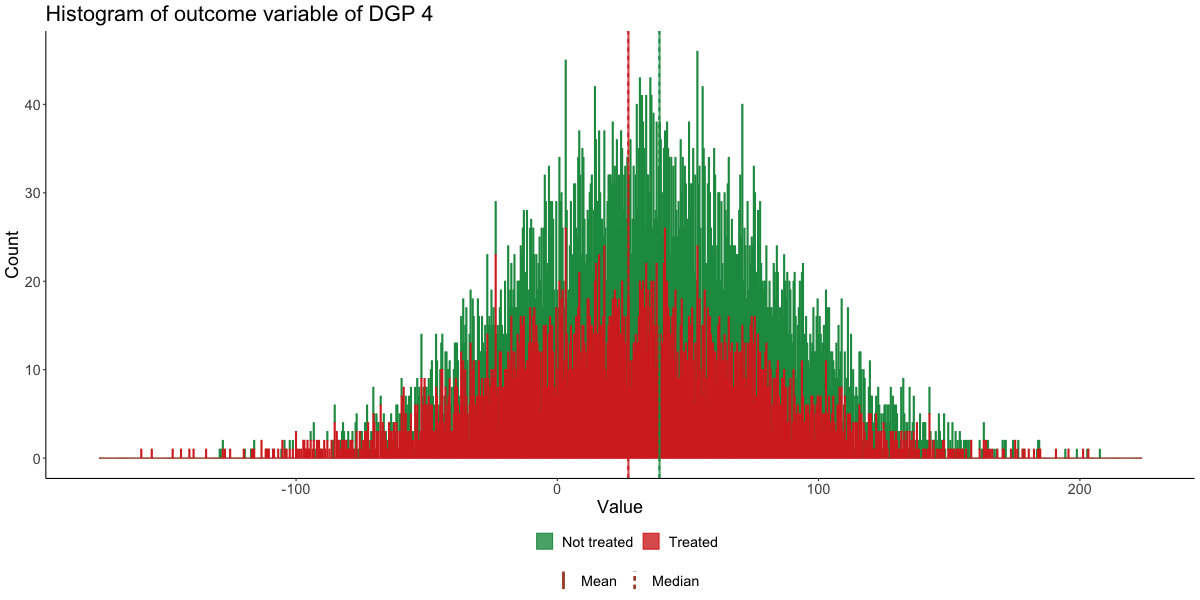 Histogram of outcome variable of DGP 4
Count
40
30
20
10
0
-100 0 100 200
Value
Not treated Treated
Mean Median